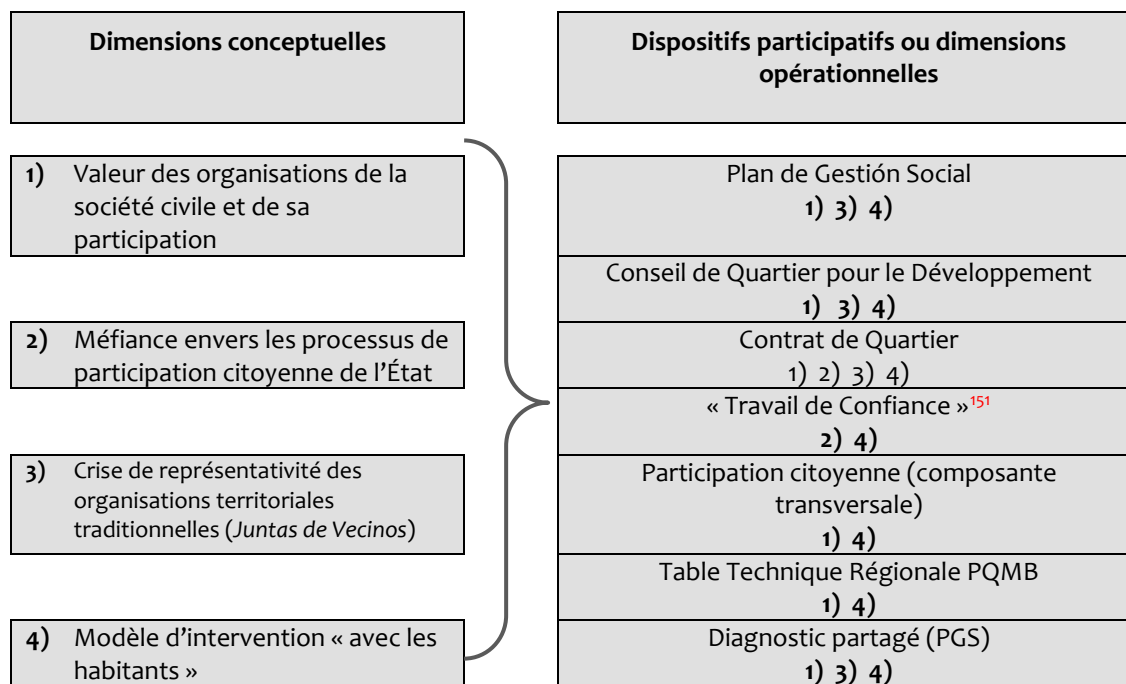 Dimensions conceptuelles
1) Valeur des organisations de la
société civile et de sa
participation
2) Méfiance envers les processus de
participation citoyenne de l’État
3) Crise de représentativité des
organisations territoriales
traditionnelles (Juntas de Vecinos)
4) Modèle d’intervention « avec les
habitants »
Dispositifs participatifs ou dimensions
opérationnelles
Plan de Gestión Social
1) 3) 4)
Conseil de Quartier pour le Développement
1) 3) 4)
Contrat de Quartier
1) 2) 3) 4)
« Travail de Confiance »151
2) 4)
Participation citoyenne (composante
transversale)
1) 4)
Table Technique Régionale PQMB
1) 4)
Diagnostic partagé (PGS)
1) 3) 4)